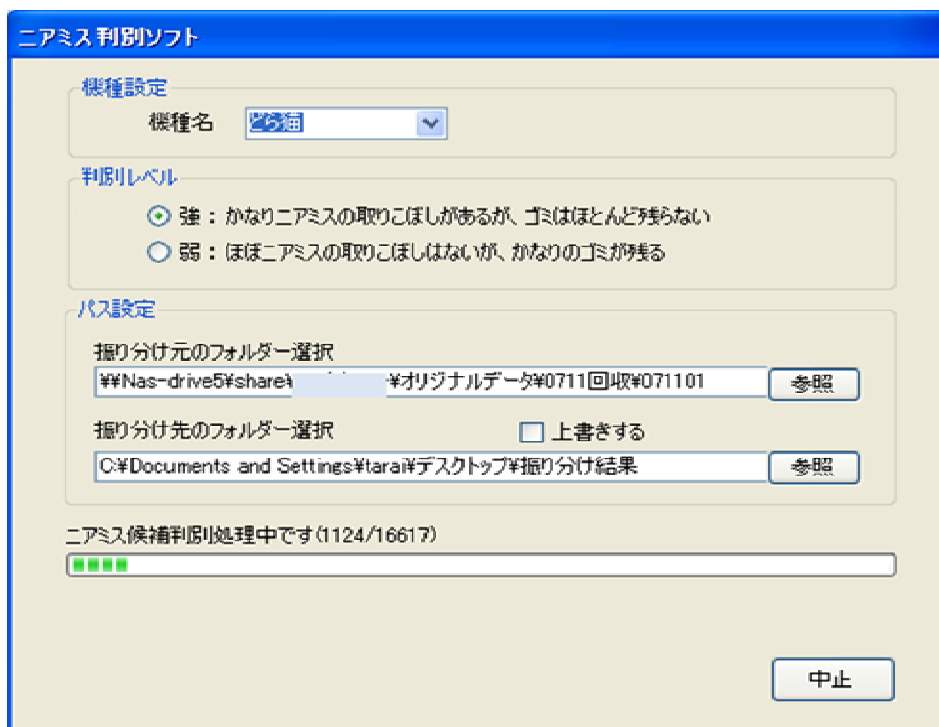 ニアミス判別ソフト
機種設定
機種名 どら猫
判別レベル
強：かなりニアミスの取りこぼしがあるが、ゴミはほとんど残らない
弱：ほぼニアミスの取りこぼしはないが、かなりのゴミが残る
パス設定
振り分け元のフォルダー選択
¥¥Nas-drive5¥share¥ ¥オリジナルデータ¥0711回収¥071101 参照
振り分け先のフォルダー選択 上書きする
C:¥Documents and Settings¥tarai¥デスクトップ¥振り分け結果 参照
ニアミス候補判別処理中です(1124/16617)
中止